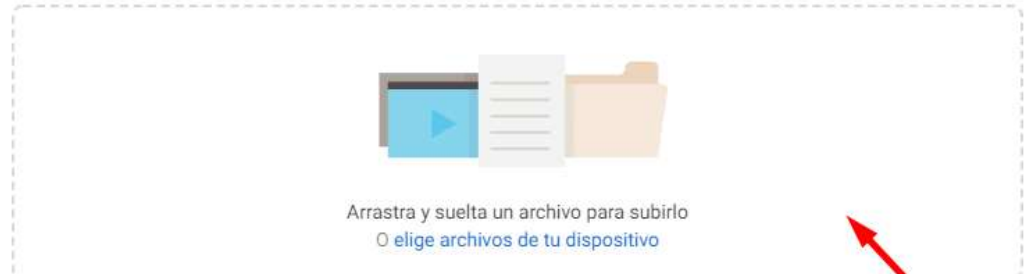 Arrastra y suelta un archivo para subirlo
O elige archivos de tu dispositivo